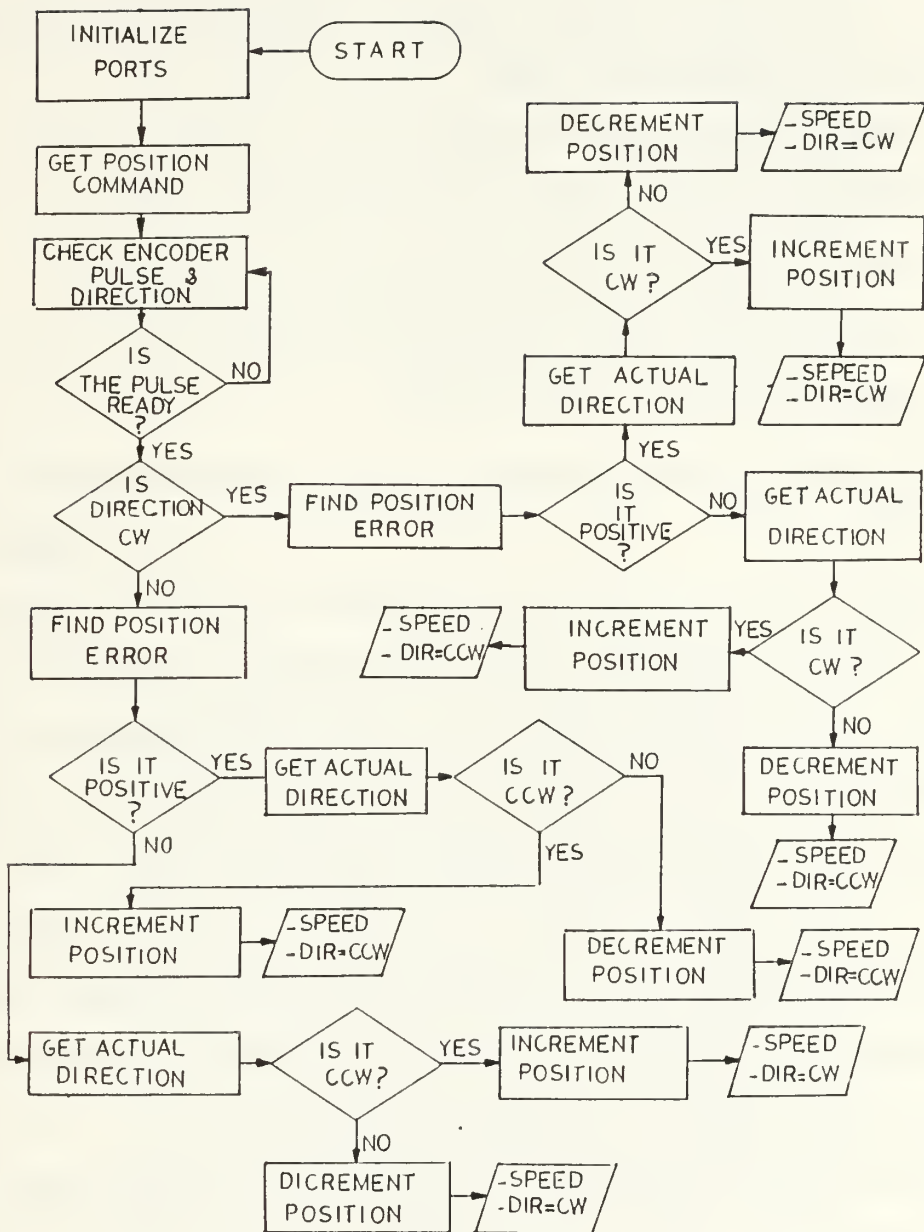 INITIALIZE
PORTS
START
GET POSITION
COMMAND
CHECK ENCODER
PULSE &
DIRECTION
IS
THE PULSE
READY
?
NO
YES
IS
DIRECTION
CW
YES
NO
FIND POSITION
ERROR
IS
IT
POSITIVE
?
YES
NO
GET ACTUAL
DIRECTION
IS IT
CW ?
NO
YES
DECREMENT
POSITION
- SPEED
- DIR=CW
INCREMENT
POSITION
- SEPEED
- DIR=CW
GET ACTUAL
DIRECTION
IS IT
CW ?
YES
NO
INCREMENT
POSITION
- SPEED
- DIR=CCW
DECREMENT
POSITION
- SPEED
- DIR=CCW
FIND POSITION
ERROR
IS IT
POSITIVE
?
YES
NO
GET ACTUAL
DIRECTION
IS IT
CCW?
NO
YES
INCREMENT
POSITION
- SPEED
- DIR=CCW
DECREMENT
POSITION
- SPEED
- DIR=CCW
GET ACTUAL
DIRECTION
IS IT
CCW?
YES
NO
INCREMENT
POSITION
- SPEED
- DIR=CW
DICREMENT
POSITION
- SPEED
- DIR=CW